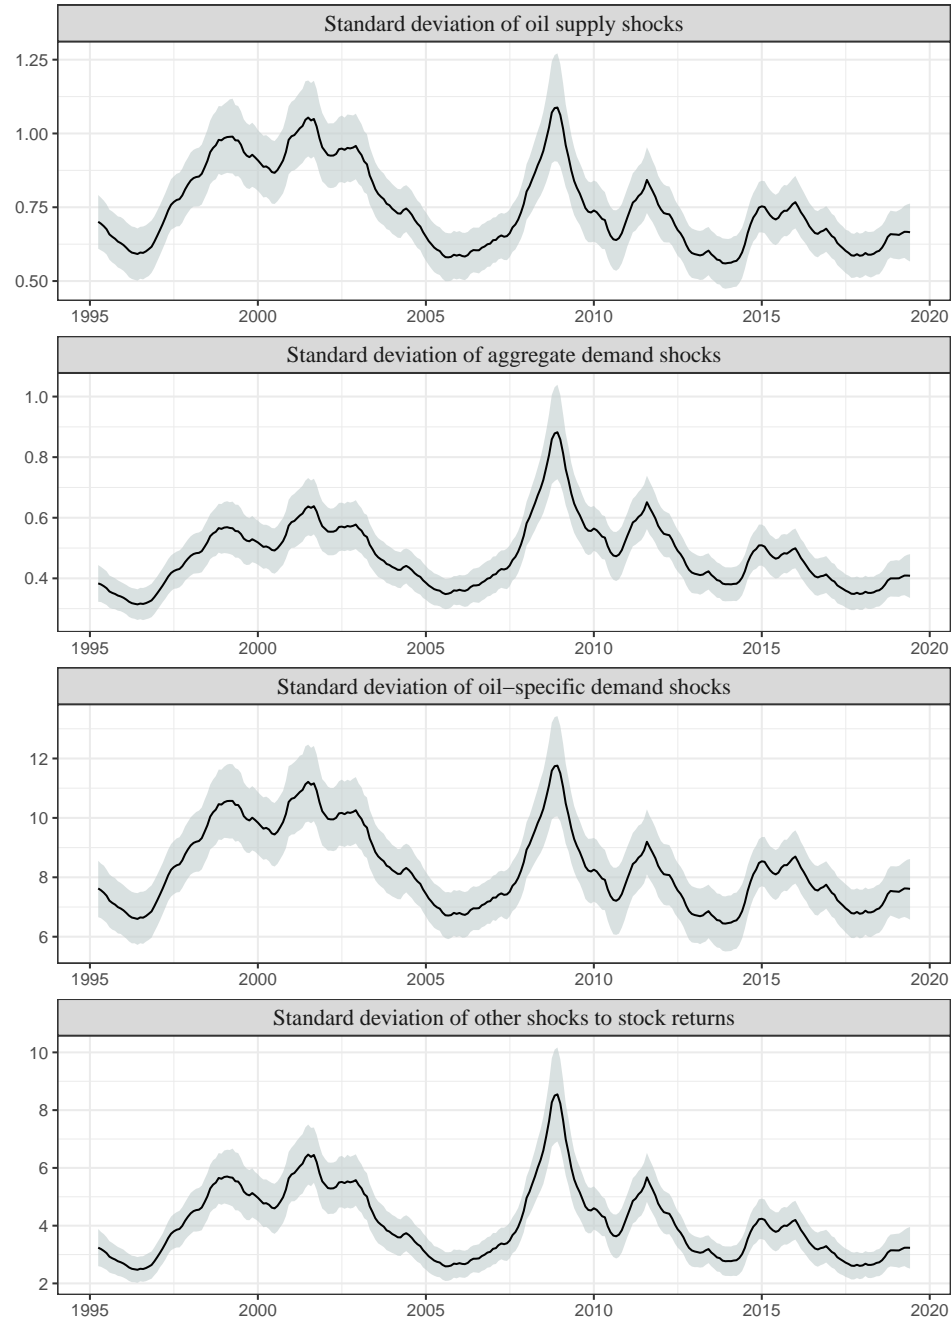 Standard deviation of oil supply shocks
1.25
1.00
0.75
0.50
1995 2000 2005 2010 2015 2020
Standard deviation of aggregate demand shocks
1.0
0.8
0.6
0.4
1995 2000 2005 2010 2015 2020
Standard deviation of oil−specific demand shocks
12
10
8
6
1995 2000 2005 2010 2015 2020
Standard deviation of other shocks to stock returns
10
8
6
4
2
1995 2000 2005 2010 2015 2020